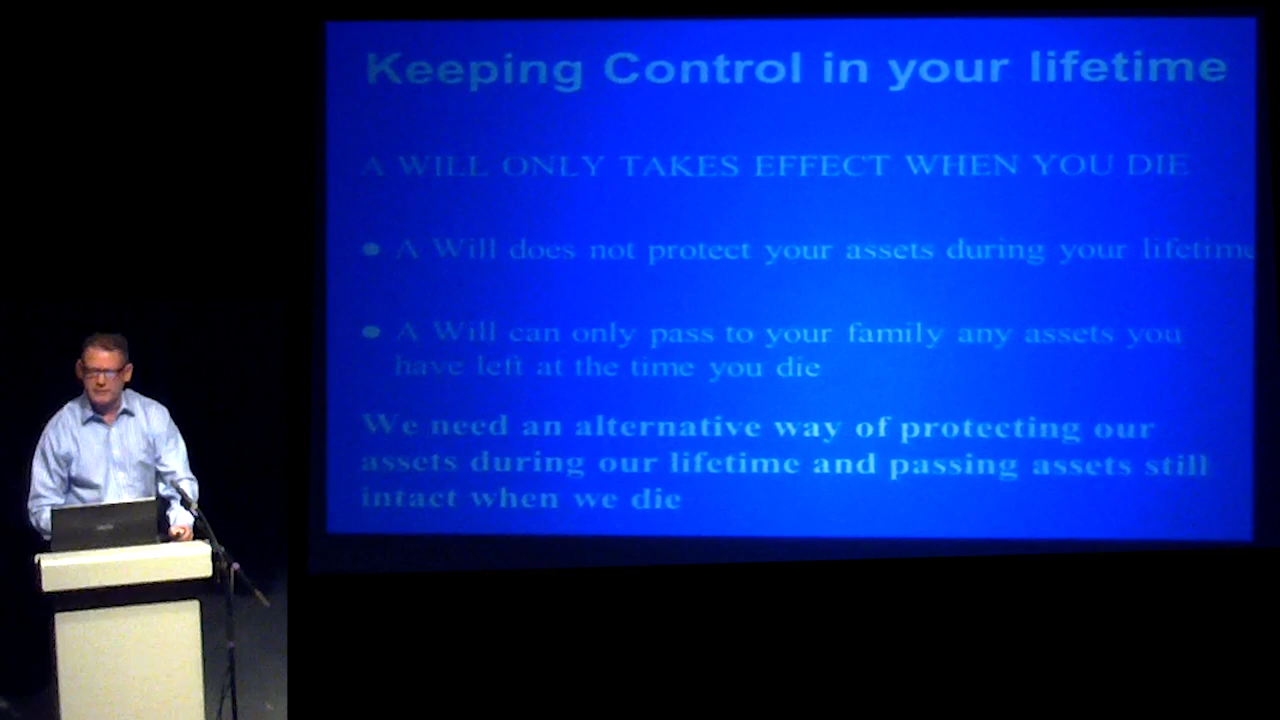 Keeping Control in your lifetime
A WILL ONLY TAKES EFFECT WHEN YOU DIE
• A Will does not protect your assets during your lifetime
• A Will can only pass to your family any assets you
have left at the time you die
We need an alternative way of protecting our
assets during our lifetime and passing assets still
intact when we die